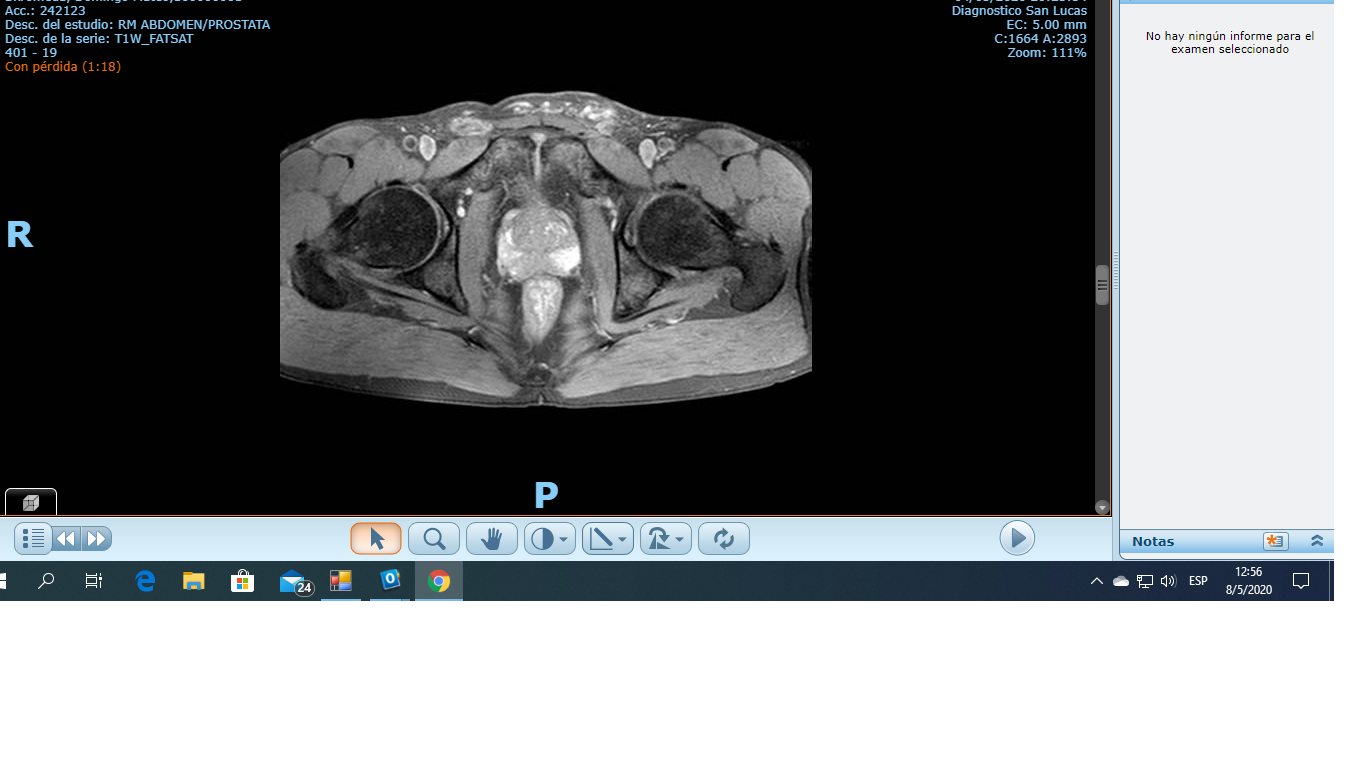 Acc.: 242123
Desc. del estudio: RM ABDOMEN/PROSTATA
Desc. de la serie: T1W_FATSAT
401 - 19
Con pérdida (1:18)
Diagnostico San Lucas
EC: 5.00 mm
C:1664 A:2893
Zoom: 111%
R
P
No hay ningún informe para el
examen seleccionado
Notas
24
ESP
12:56
8/5/2020